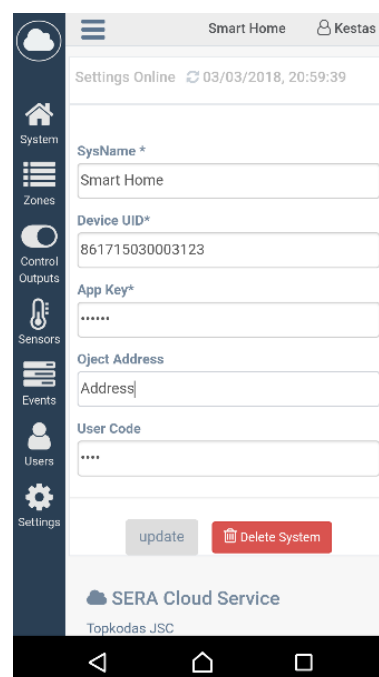 Smart Home Kestas
Settings Online 03/03/2018, 20:59:39
System
Zones
Control
Outputs
Sensors
Events
Users
Settings
SysName *
Smart Home
Device UID*
861715030003123
App Key*
••••••
Oject Address
Address
User Code
••••
update Delete System
SERA Cloud Service
Topkodas JSC